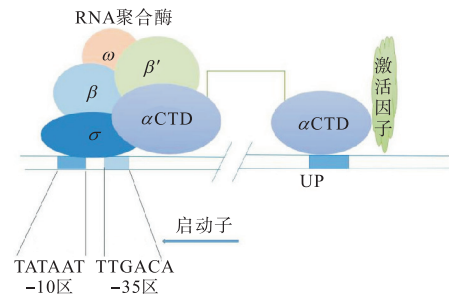 RNA聚合酶
ω
β′
β
αCTD
σ
αCTD
激活因子
UP
启动子
TATAAT TTGACA
-10区 -35区